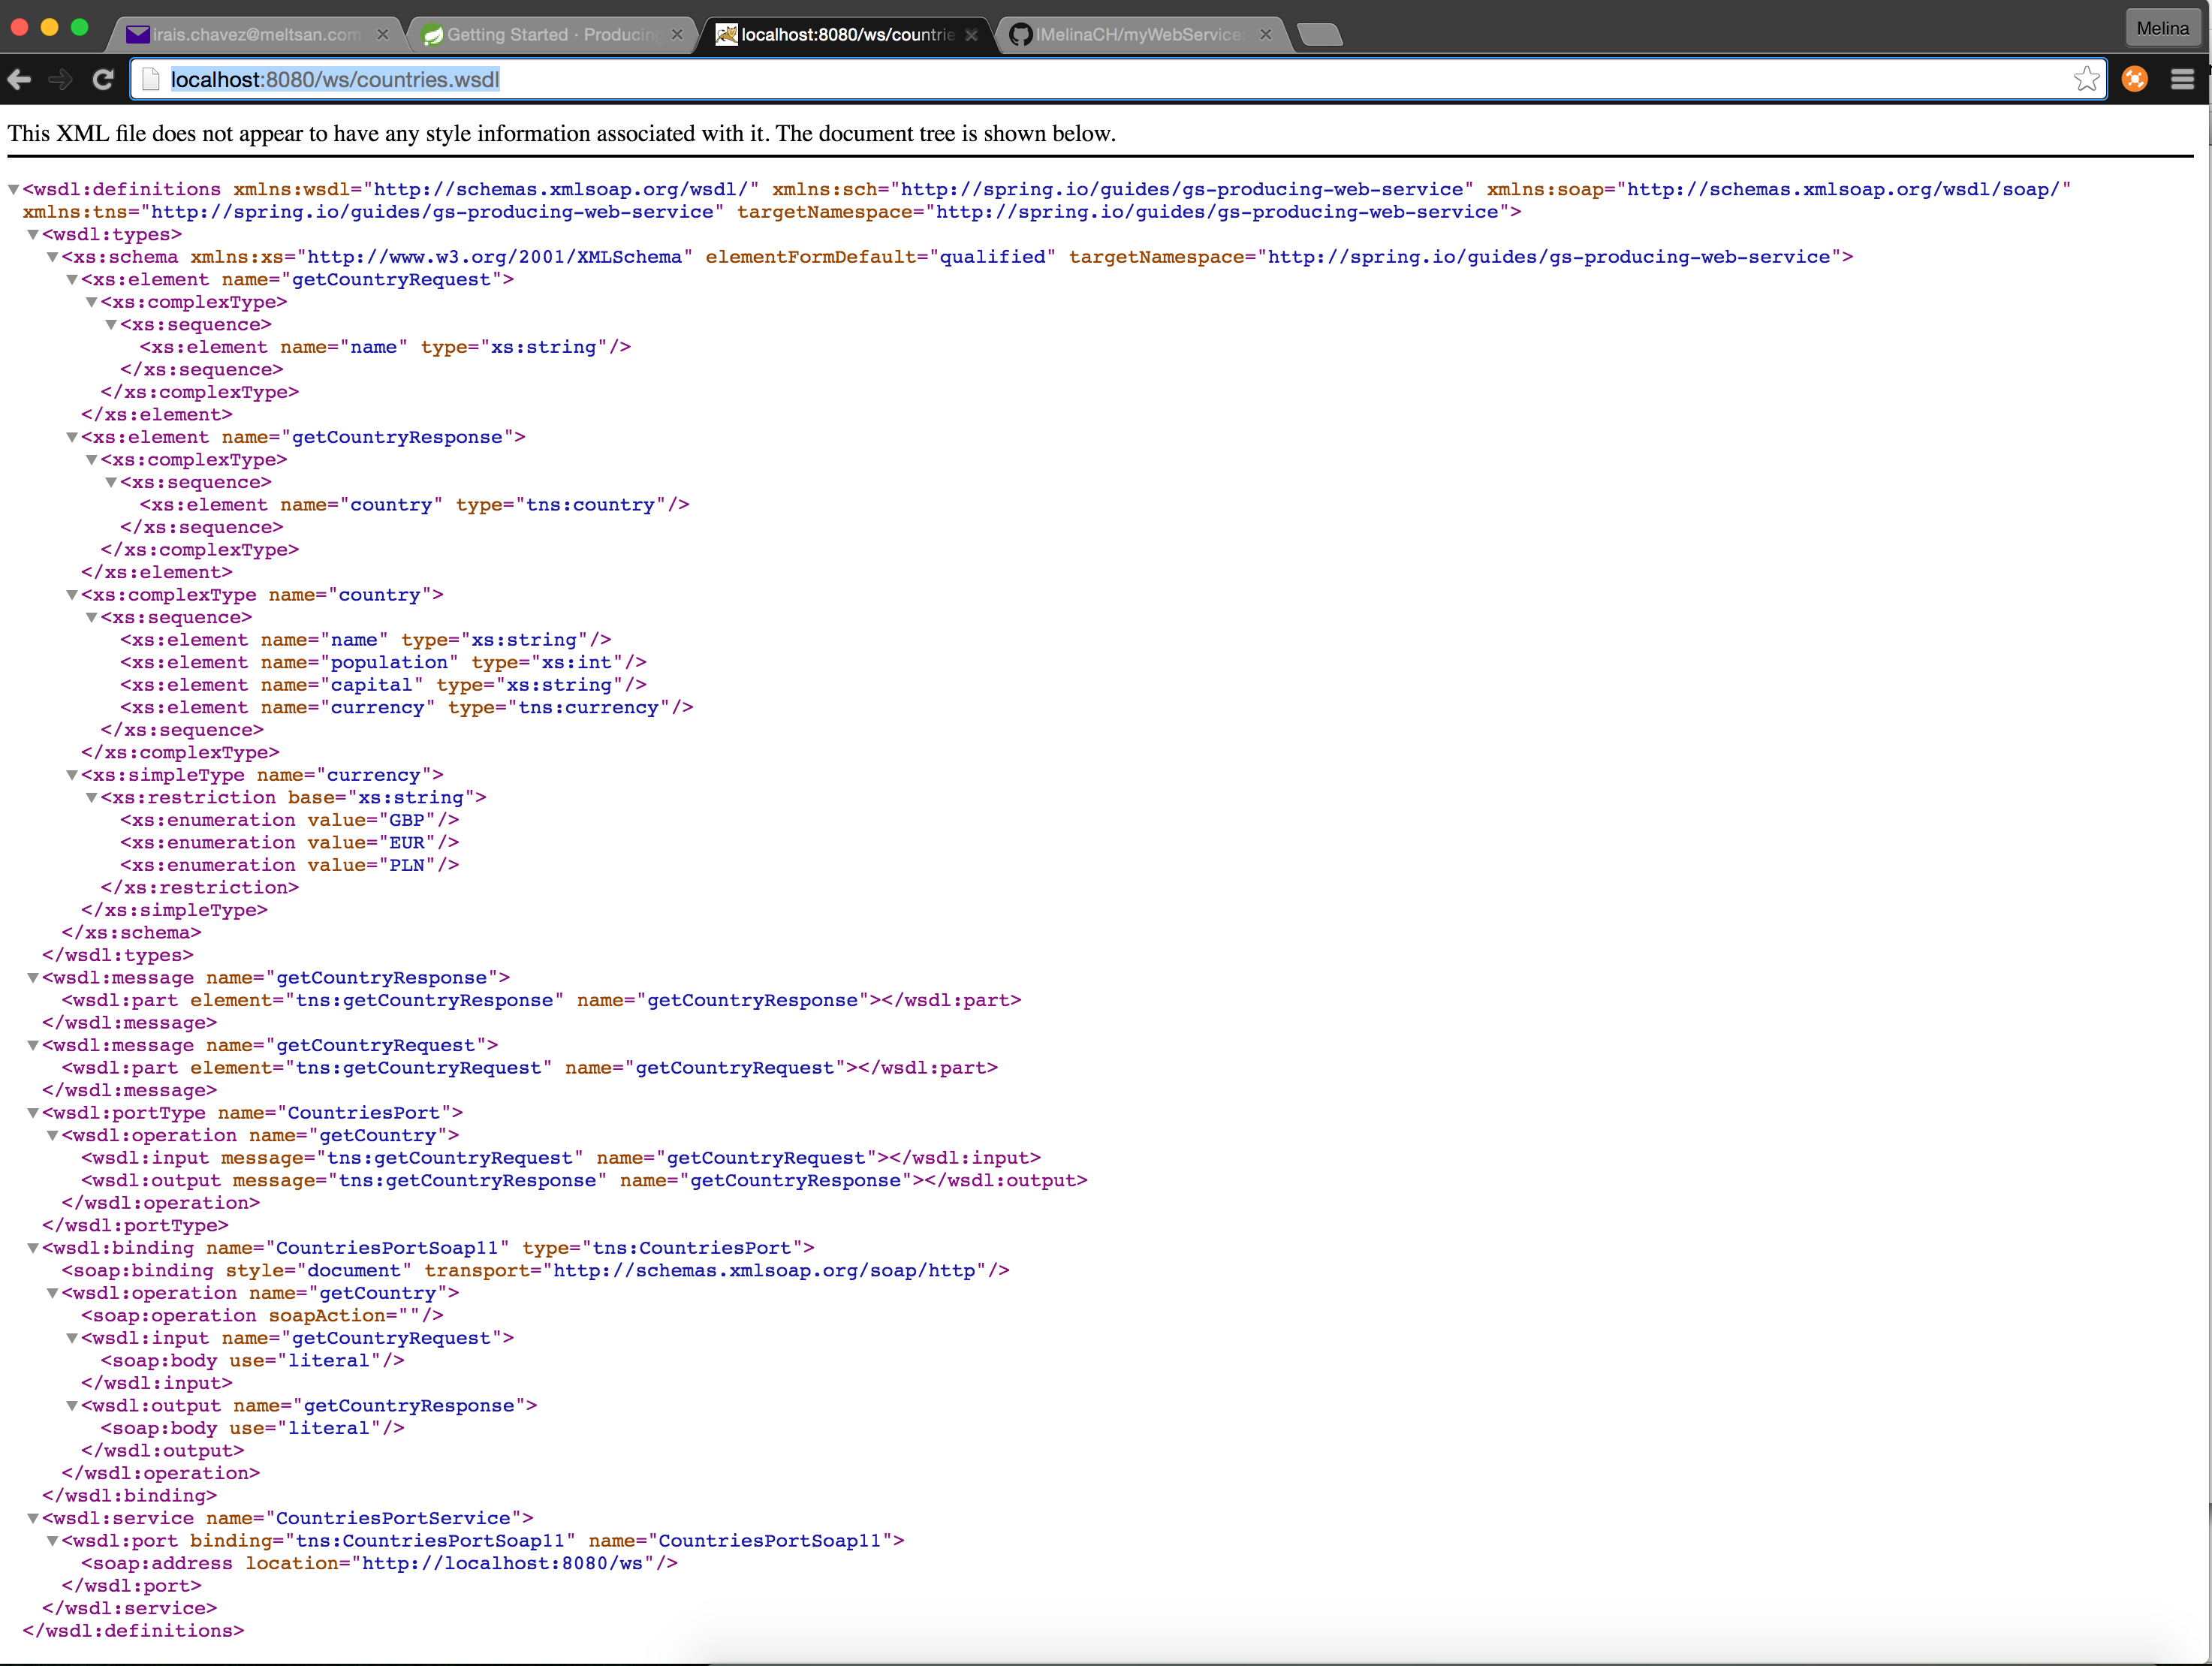 irais.chavez@meltsan.com
Getting Started · Producing
localhost:8080/ws/countrie
IMelinaCH/myWebService
Melina
localhost:8080/ws/countries.wsdl
This XML file does not appear to have any style information associated with it. The document tree is shown below.
<wsdl:definitions xmlns:wsdl="http://schemas.xmlsoap.org/wsdl/" xmlns:sch="http://spring.io/guides/gs-producing-web-service" xmlns:soap="http://schemas.xmlsoap.org/wsdl/soap/"
xmlns:tns="http://spring.io/guides/gs-producing-web-service" targetNamespace="http://spring.io/guides/gs-producing-web-service">
<wsdl:types>
<xs:schema xmlns:xs="http://www.w3.org/2001/XMLSchema" elementFormDefault="qualified" targetNamespace="http://spring.io/guides/gs-producing-web-service">
<xs:element name="getCountryRequest">
<xs:complexType>
<xs:sequence>
<xs:element name="name" type="xs:string"/>
</xs:sequence>
</xs:complexType>
</xs:element>
<xs:element name="getCountryResponse">
<xs:complexType>
<xs:sequence>
<xs:element name="country" type="tns:country"/>
</xs:sequence>
</xs:complexType>
</xs:element>
<xs:complexType name="country">
<xs:sequence>
<xs:element name="name" type="xs:string"/>
<xs:element name="population" type="xs:int"/>
<xs:element name="capital" type="xs:string"/>
<xs:element name="currency" type="tns:currency"/>
</xs:sequence>
</xs:complexType>
<xs:simpleType name="currency">
<xs:restriction base="xs:string">
<xs:enumeration value="GBP"/>
<xs:enumeration value="EUR"/>
<xs:enumeration value="PLN"/>
</xs:restriction>
</xs:simpleType>
</xs:schema>
</wsdl:types>
<wsdl:message name="getCountryResponse">
<wsdl:part element="tns:getCountryResponse" name="getCountryResponse"></wsdl:part>
</wsdl:message>
<wsdl:message name="getCountryRequest">
<wsdl:part element="tns:getCountryRequest" name="getCountryRequest"></wsdl:part>
</wsdl:message>
<wsdl:portType name="CountriesPort">
<wsdl:operation name="getCountry">
<wsdl:input message="tns:getCountryRequest" name="getCountryRequest"></wsdl:input>
<wsdl:output message="tns:getCountryResponse" name="getCountryResponse"></wsdl:output>
</wsdl:operation>
</wsdl:portType>
<wsdl:binding name="CountriesPortSoap11" type="tns:CountriesPort">
<soap:binding style="document" transport="http://schemas.xmlsoap.org/soap/http"/>
<wsdl:operation name="getCountry">
<soap:operation soapAction=""/>
<wsdl:input name="getCountryRequest">
<soap:body use="literal"/>
</wsdl:input>
<wsdl:output name="getCountryResponse">
<soap:body use="literal"/>
</wsdl:output>
</wsdl:operation>
</wsdl:binding>
<wsdl:service name="CountriesPortService">
<wsdl:port binding="tns:CountriesPortSoap11" name="CountriesPortSoap11">
<soap:address location="http://localhost:8080/ws"/>
</wsdl:port>
</wsdl:service>
</wsdl:definitions>